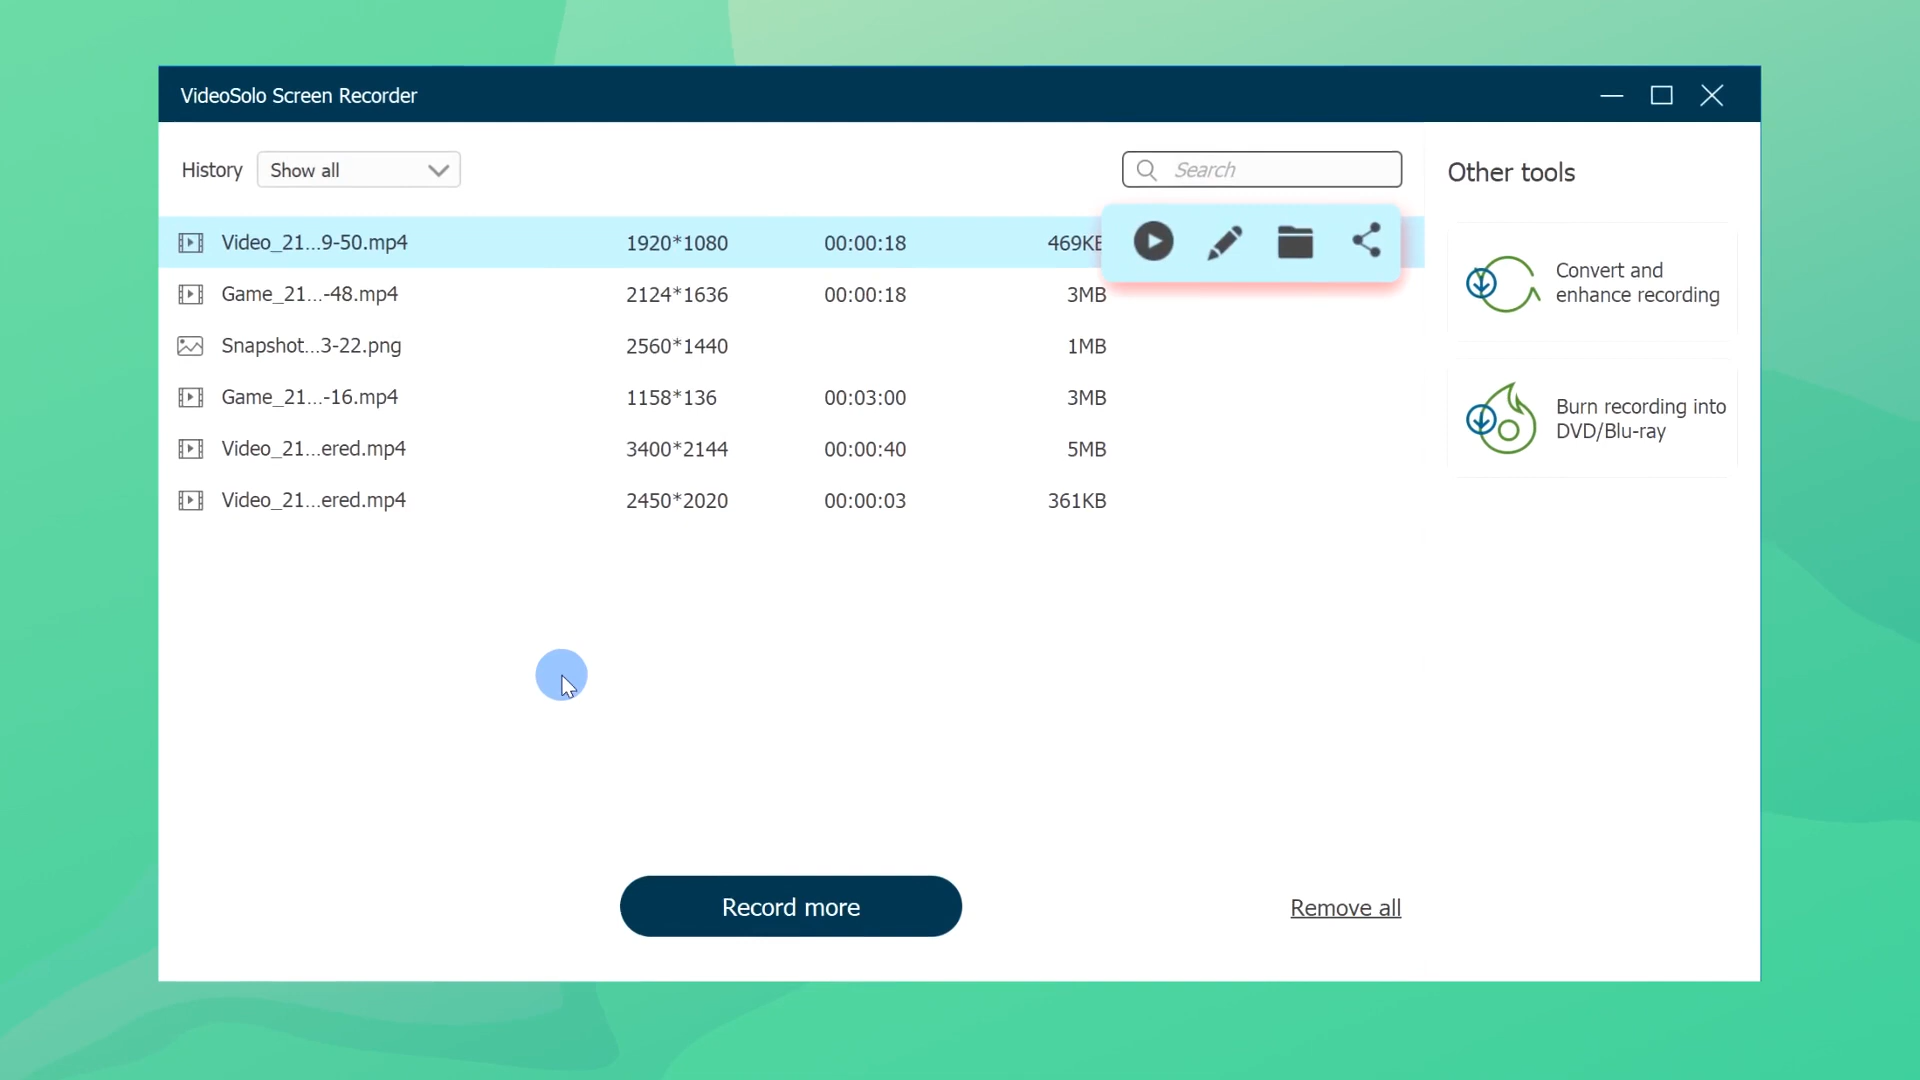 VideoSolo Screen Recorder
History
Show all
Search
Other tools
Video_21...9-50.mp4 1920*1080 00:00:18 469KB
Game_21...-48.mp4 2124*1636 00:00:18 3MB
Snapshot...3-22.png 2560*1440 1MB
Game_21...-16.mp4 1158*136 00:03:00 3MB
Video_21...ered.mp4 3400*2144 00:00:40 5MB
Video_21...ered.mp4 2450*2020 00:00:03 361KB
Convert and
enhance recording
Burn recording into
DVD/Blu-ray
Record more
Remove all